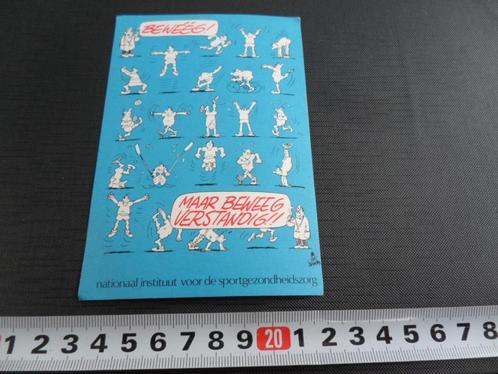 BEWEEG!
MAAR BEWEEG
VERSTANDIG!!
nationaal instituut voor de sportgezondheidszorg
1 2 3 4 5 6 7 8 9 20 1 2 3 4 5 6 7 8